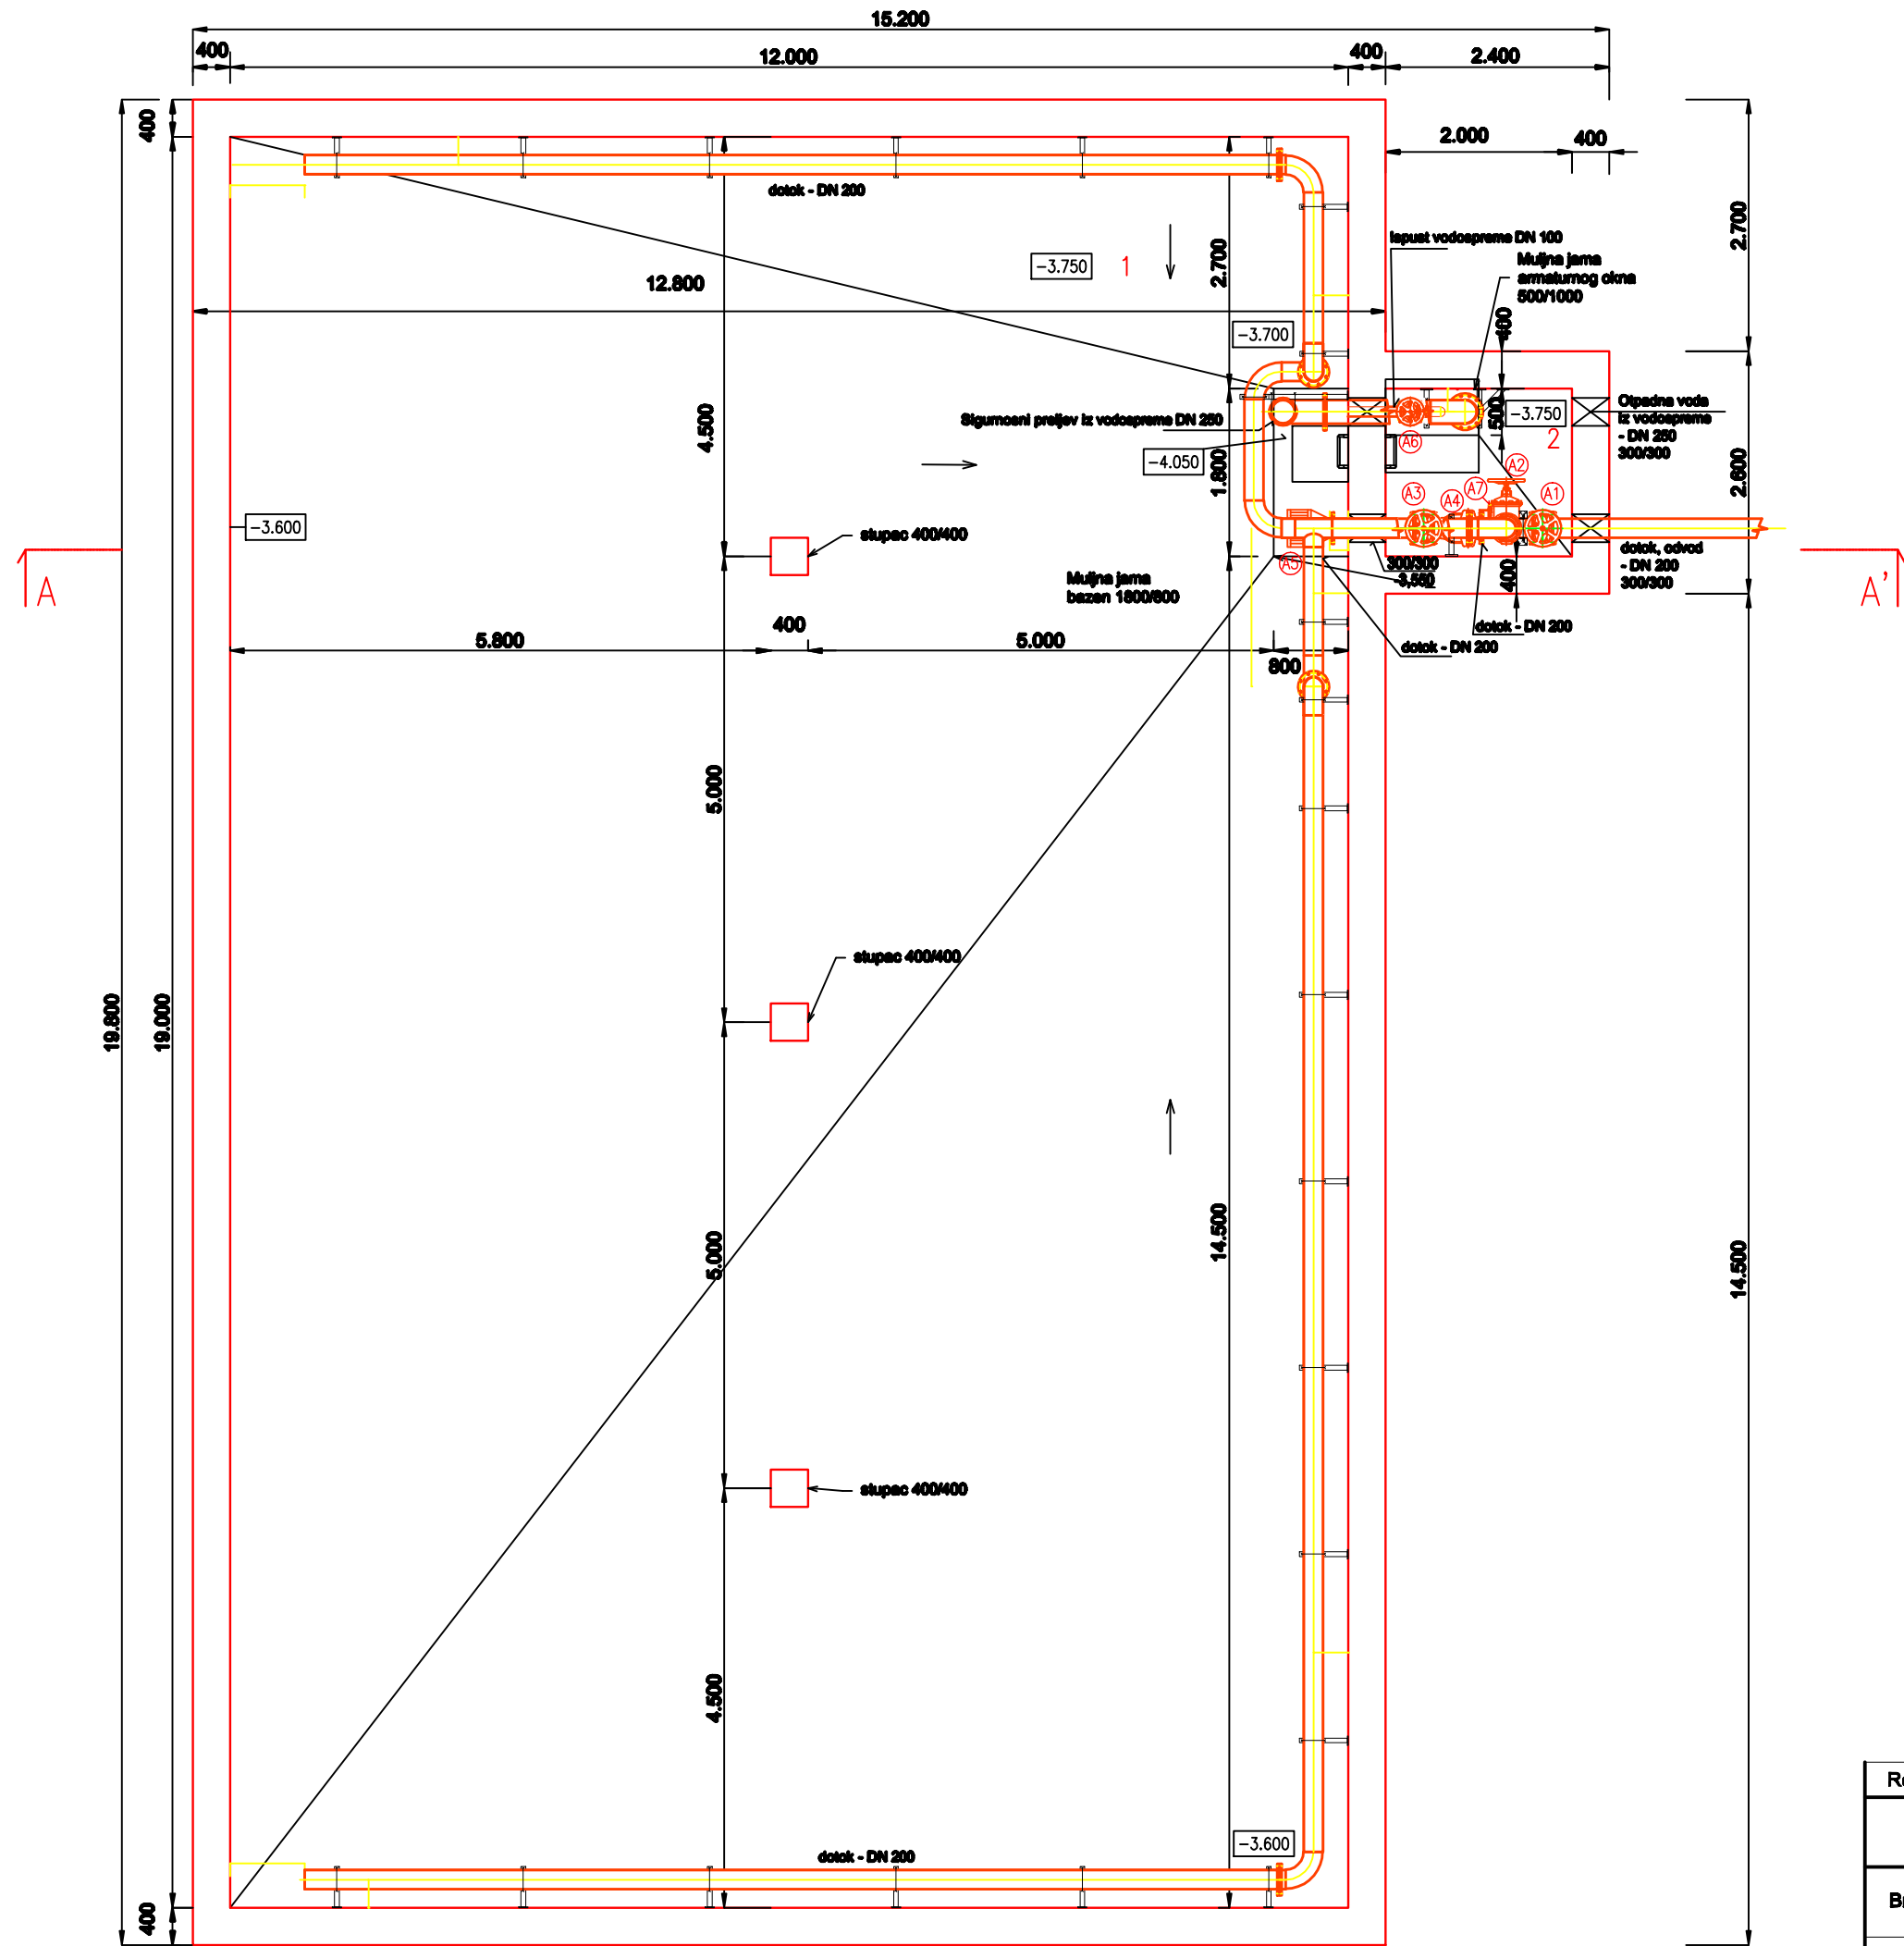 15.200
400
12.000
400
2.400
400
2.000
400
dotok - DN 200
2.700
2.700
Ispust vodospreme DN 100
Muljna jama
armaturnog okna
500/1000
-3.750
1
12.800
-3.700
400
4.500
Sigurnosni preljev iz vodospreme DN 250
500
-3.750
Otpadna voda
iz vodospreme
- DN 250
300/300
A6
2
-4.050
1.800
A2
2.600
A3
A4
A7
A1
-3.600
stupac 400/400
A
A5
300/300
-3,550
400
dotok, odvod
- DN 200
300/300
A'
Muljna jama
bazen 1800/800
5.800
400
5.000
800
dotok - DN 200
dotok - DN 200
5.000
stupac 400/400
19.800
19.000
5.000
14.500
14.500
stupac 400/400
4.500
-3.600
dotok - DN 200
400